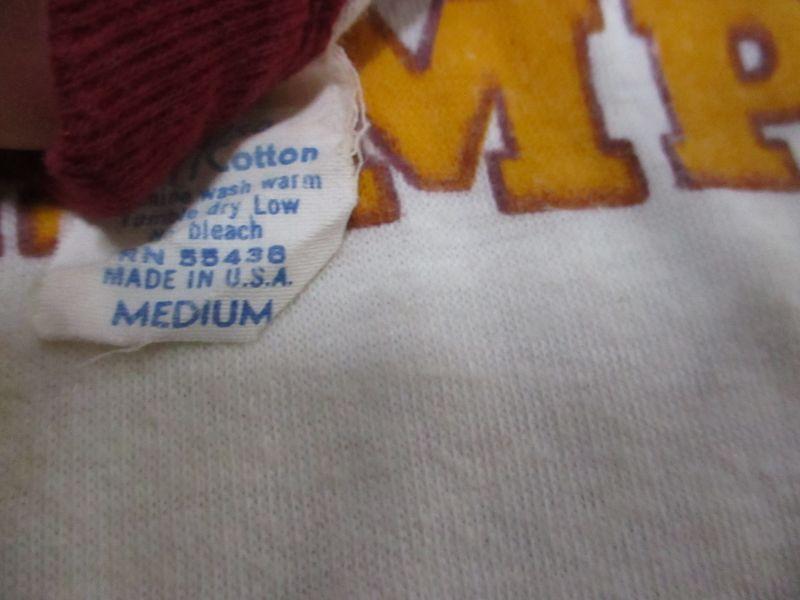 MP
Cotton
wash warm
dry Low
bleach
RN 55436
MADE IN U.S.A.
MEDIUM